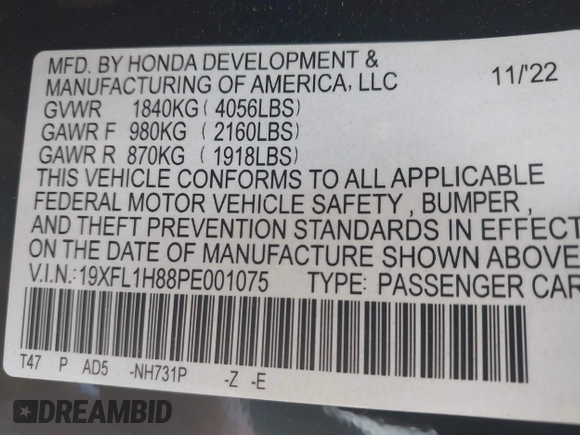 MFD. BY HONDA DEVELOPMENT &
MANUFACTURING OF AMERICA, LLC 11/'22
GVWR 1840KG ( 4056LBS)
GAWR F 980KG ( 2160LBS)
GAWR R 870KG ( 1918LBS)
THIS VEHICLE CONFORMS TO ALL APPLICABLE
FEDERAL MOTOR VEHICLE SAFETY , BUMPER ,
AND THEFT PREVENTION STANDARDS IN EFFECT
ON THE DATE OF MANUFACTURE SHOWN ABOVE
V.I.N.:19XFL1H88PE001075 TYPE: PASSENGER CAR
T47 P AD5 -NH731P -Z -E
DREAMBID